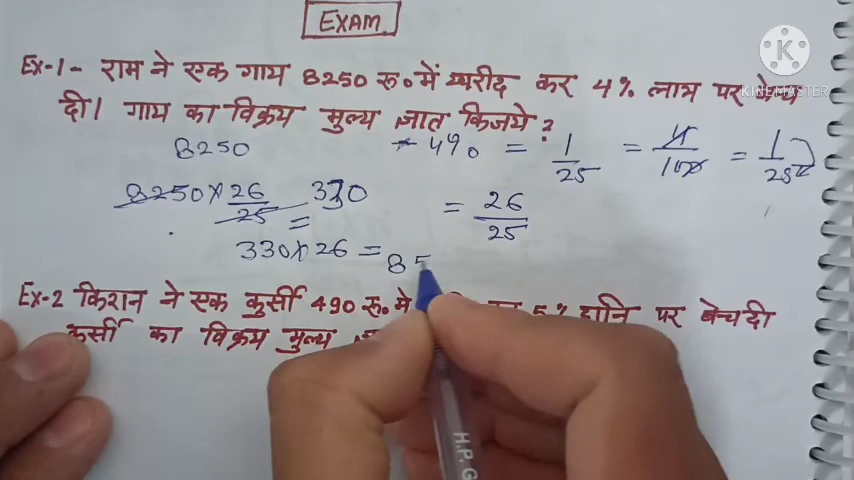 EXAM
Ex-1- राम ने एक गाय 8250 रू० में खरीद कर 4% लाभ पर बेच
दी। गाय का विक्रय मुल्य ज्ञात किजये?
8250
4% = 1/25 = 4/100 = 1/25
8250×26/25 = 330
= 26/25
330×26 = 85
Ex-2 किरान ने एक कुर्सी 490 रू० मे 5% हानि पर बेच दी
कुर्सी का विक्रय मुल्य
KINEMASTER
H.P. G